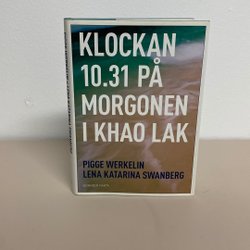 KLOCKAN
10.31 PÅ
MORGONEN
I KHAO LAK
PIGGE WERKELIN
LENA KATARINA SWANBERG